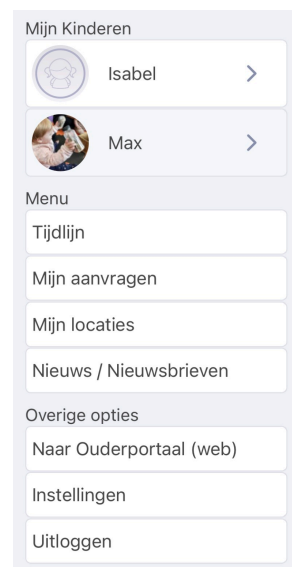 Mijn Kinderen
Isabel
Max
Menu
Tijdlijn
Mijn aanvragen
Mijn locaties
Nieuws / Nieuwsbrieven
Overige opties
Naar Ouderportaal (web)
Instellingen
Uitloggen